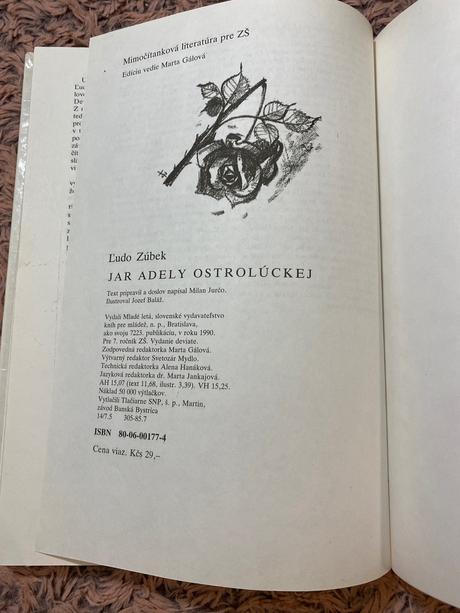 Mimočítanková literatúra pre ZŠ
Edíciu vedie Marta Gálová
Ľudo Zúbek
JAR ADELY OSTROLÚCKEJ
Text pripravil a doslov napísal Milan Jurčo.
Ilustroval Jozef Baláž.
Vydali Mladé letá, slovenské vydavateľstvo
kníh pre mládež, n. p., Bratislava,
ako svoju 7223. publikáciu, v roku 1990.
Pre 7. ročník ZŠ. Vydanie deviate.
Zodpovedná redaktorka Marta Gálová.
Výtvarný redaktor Svetozár Mydlo.
Technická redaktorka Alena Hanáková.
Jazyková redaktorka dr. Marta Jankajová.
AH 15,07 (text 11,68, ilustr. 3,39). VH 15,25.
Náklad 50 000 výtlačkov.
Vytlačili Tlačiarne SNP, š. p., Martin,
závod Banská Bystrica
14/7.5 305-85.7
ISBN 80-06-00177-4
Cena viaz. Kčs 29,–